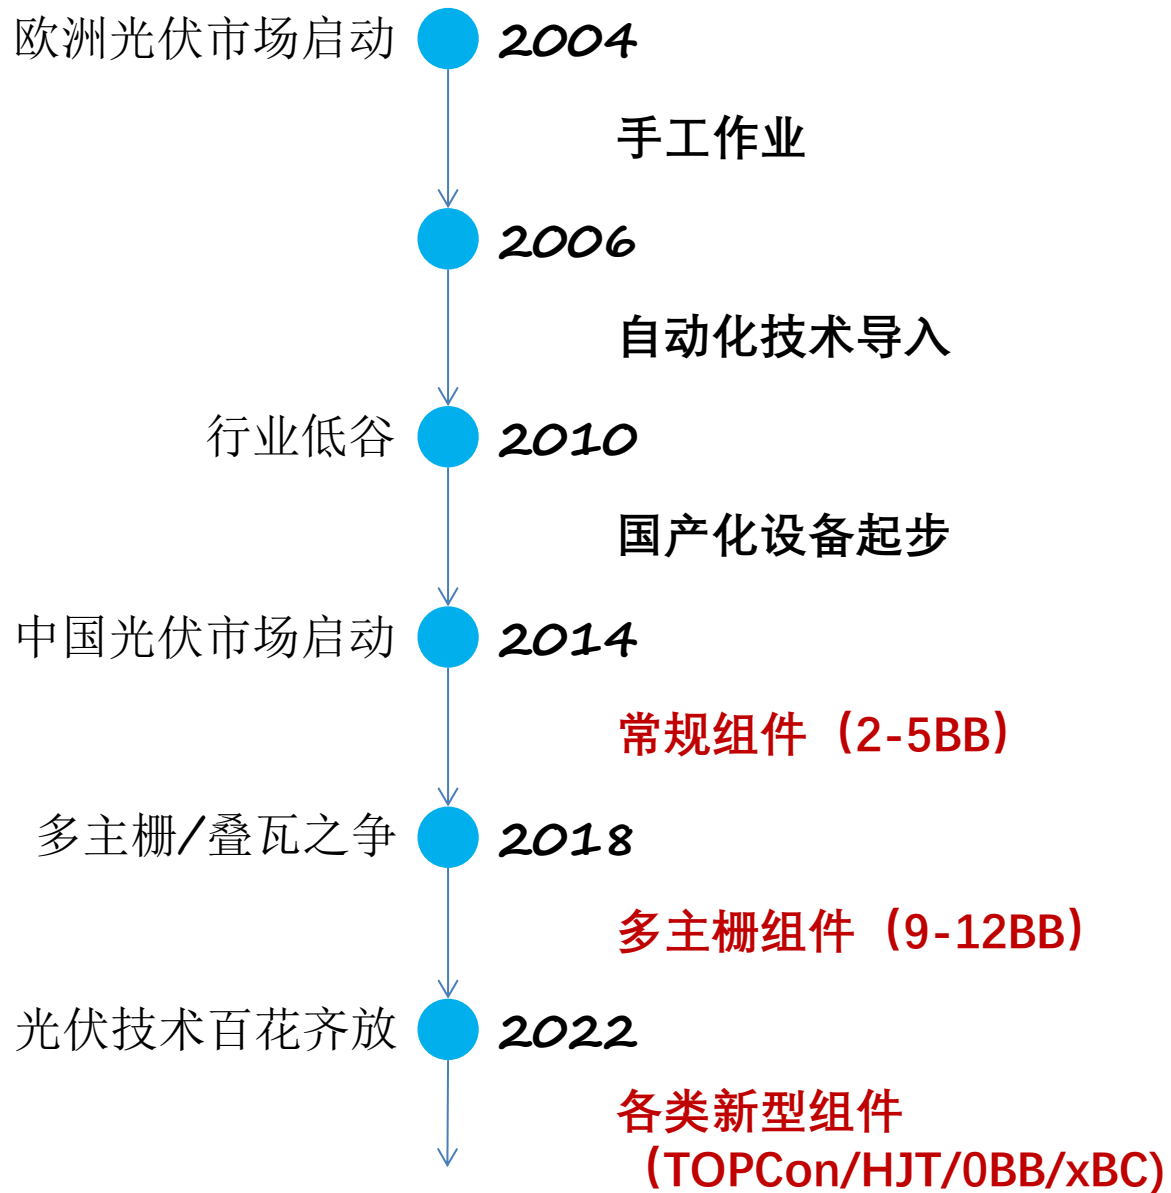 欧洲光伏市场启动 2004
手工作业
2006
自动化技术导入
行业低谷 2010
国产化设备起步
中国光伏市场启动 2014
常规组件（2-5BB）
多主栅/叠瓦之争 2018
多主栅组件（9-12BB）
光伏技术百花齐放 2022
各类新型组件
（TOPCon/HJT/0BB/xBC)